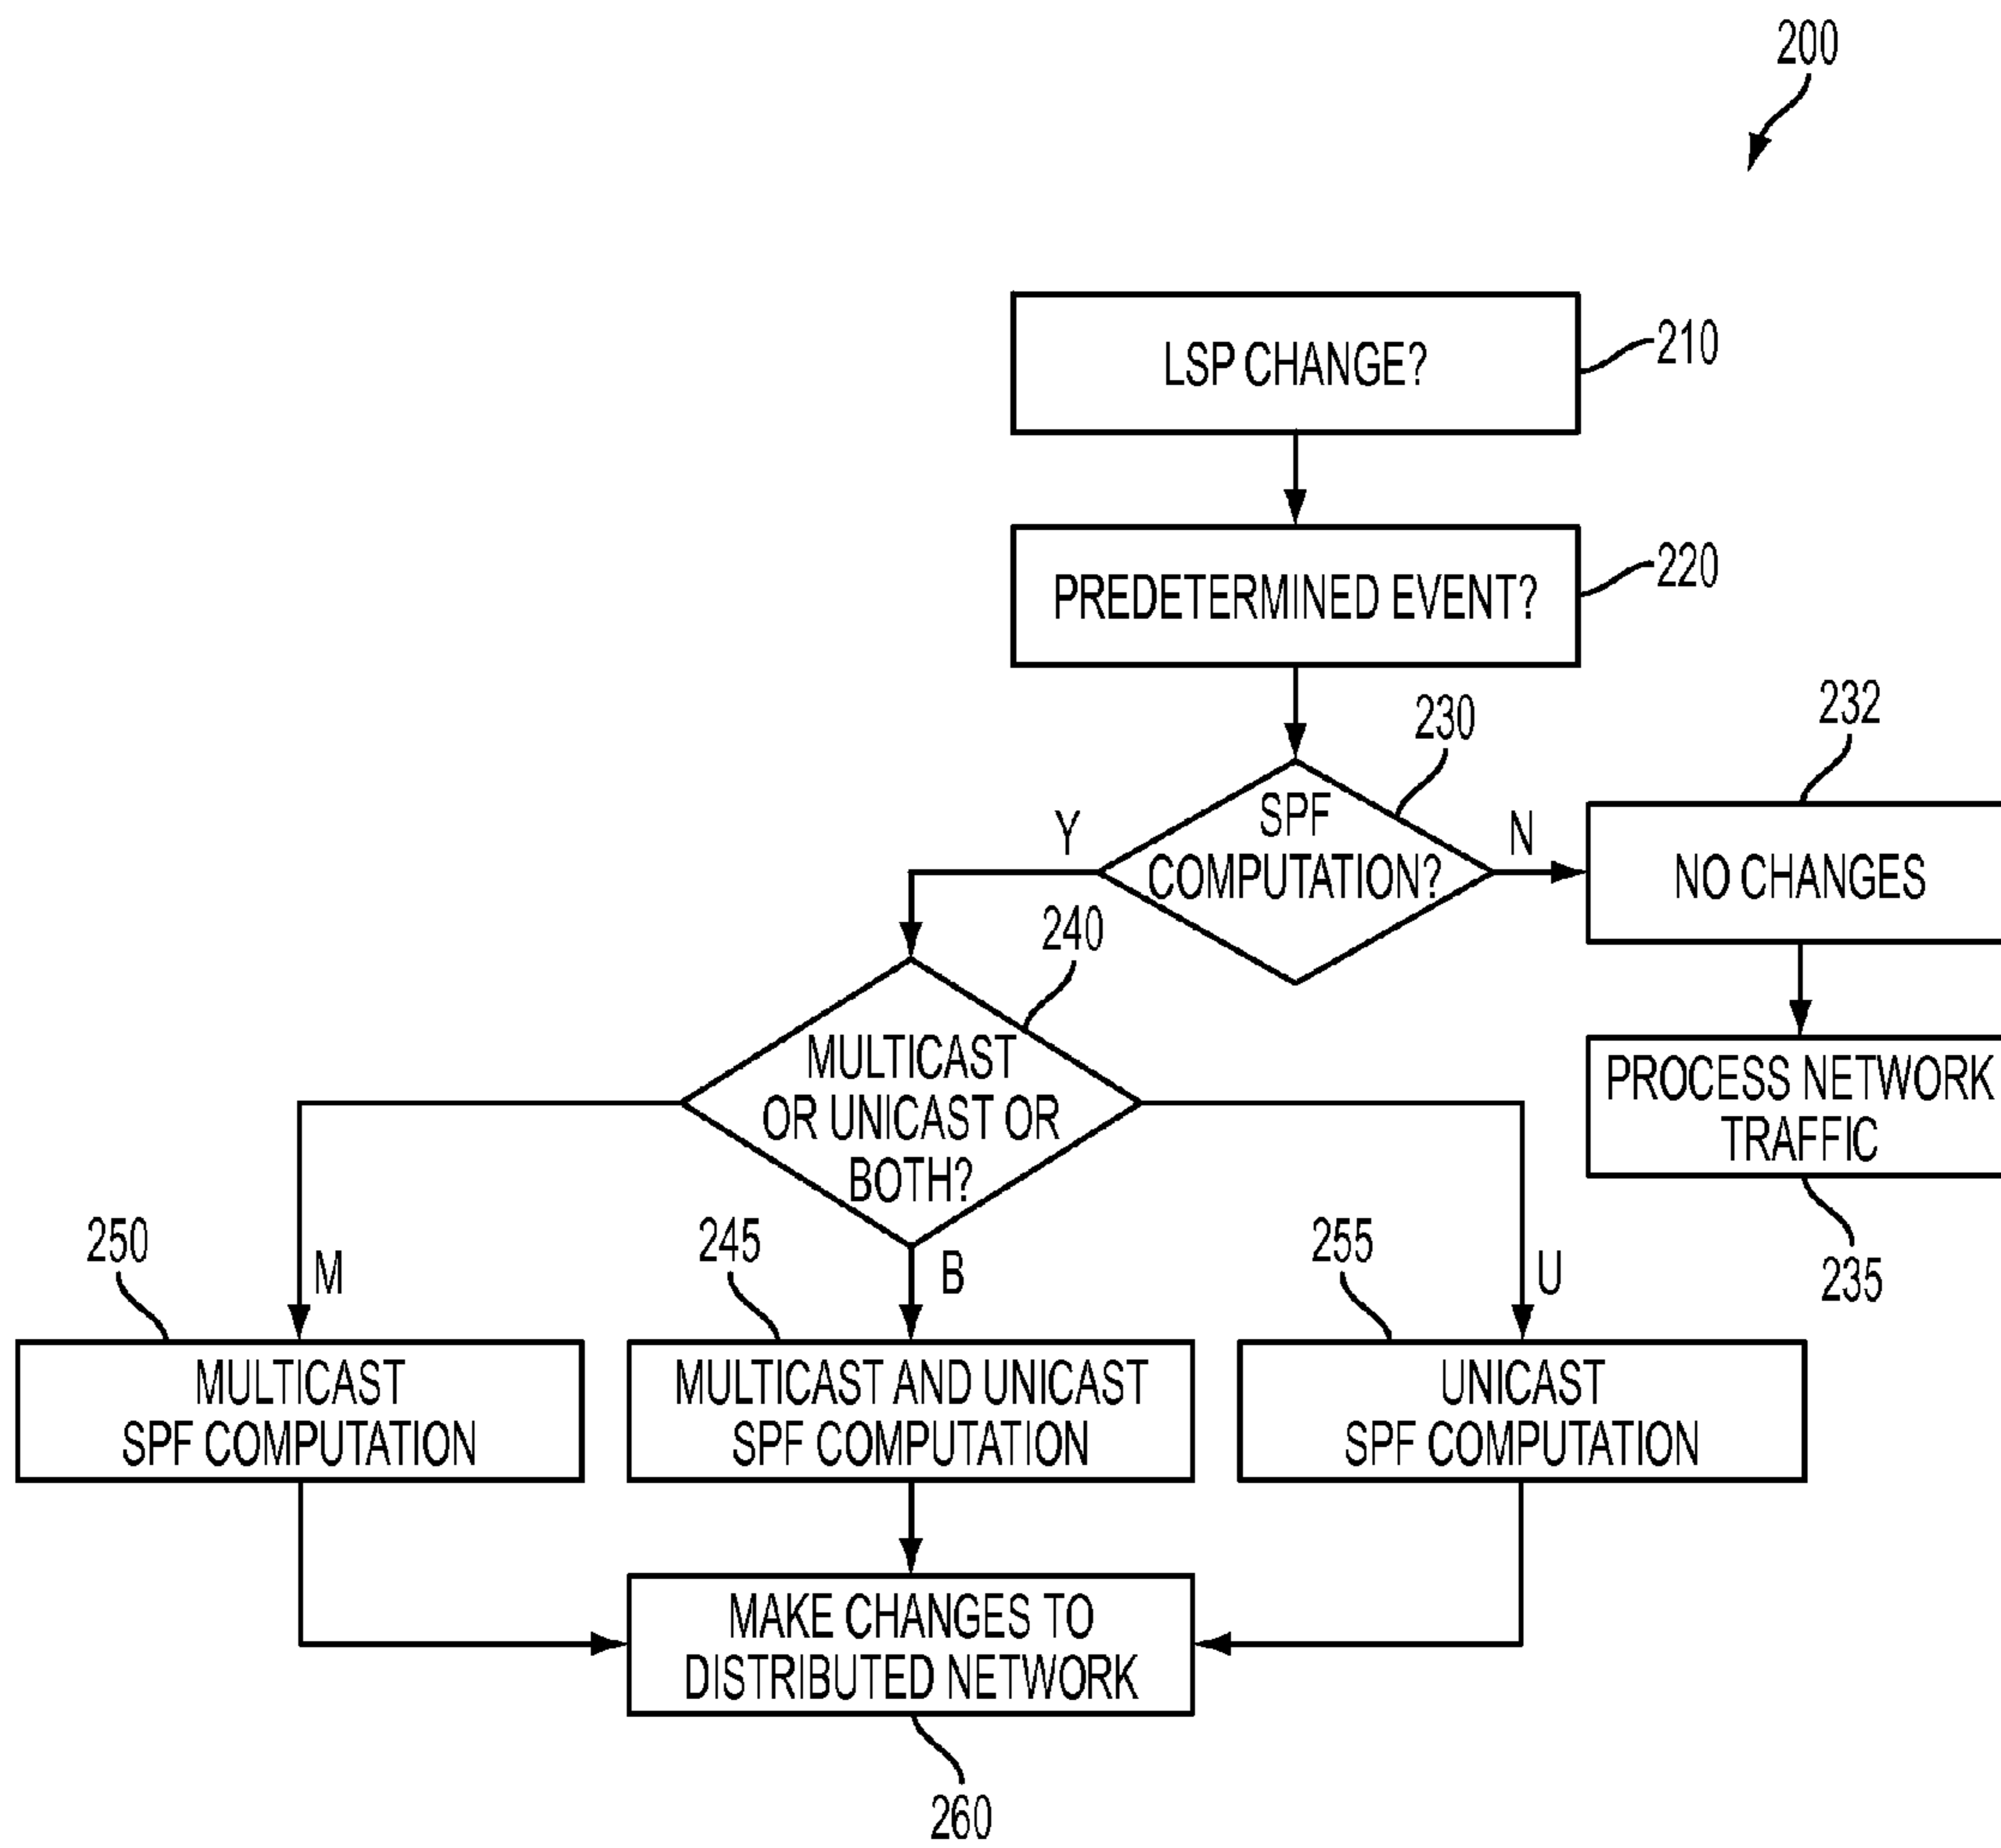 200
LSP CHANGE?
210
PREDETERMINED EVENT?
220
230
SPF
COMPUTATION?
Y
N
232
NO CHANGES
240
MULTICAST
OR UNICAST OR
BOTH?
PROCESS NETWORK
TRAFFIC
235
250
M
245
B
255
U
MULTICAST
SPF COMPUTATION
MULTICAST AND UNICAST
SPF COMPUTATION
UNICAST
SPF COMPUTATION
MAKE CHANGES TO
DISTRIBUTED NETWORK
260